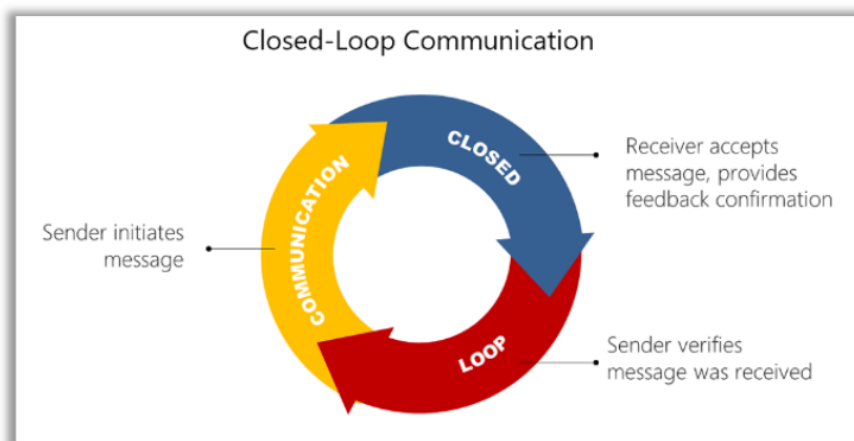 Closed-Loop Communication
CLOSED
Receiver accepts
message, provides
feedback confirmation
COMMUNICATION
Sender initiates
message
LOOP
Sender verifies
message was received